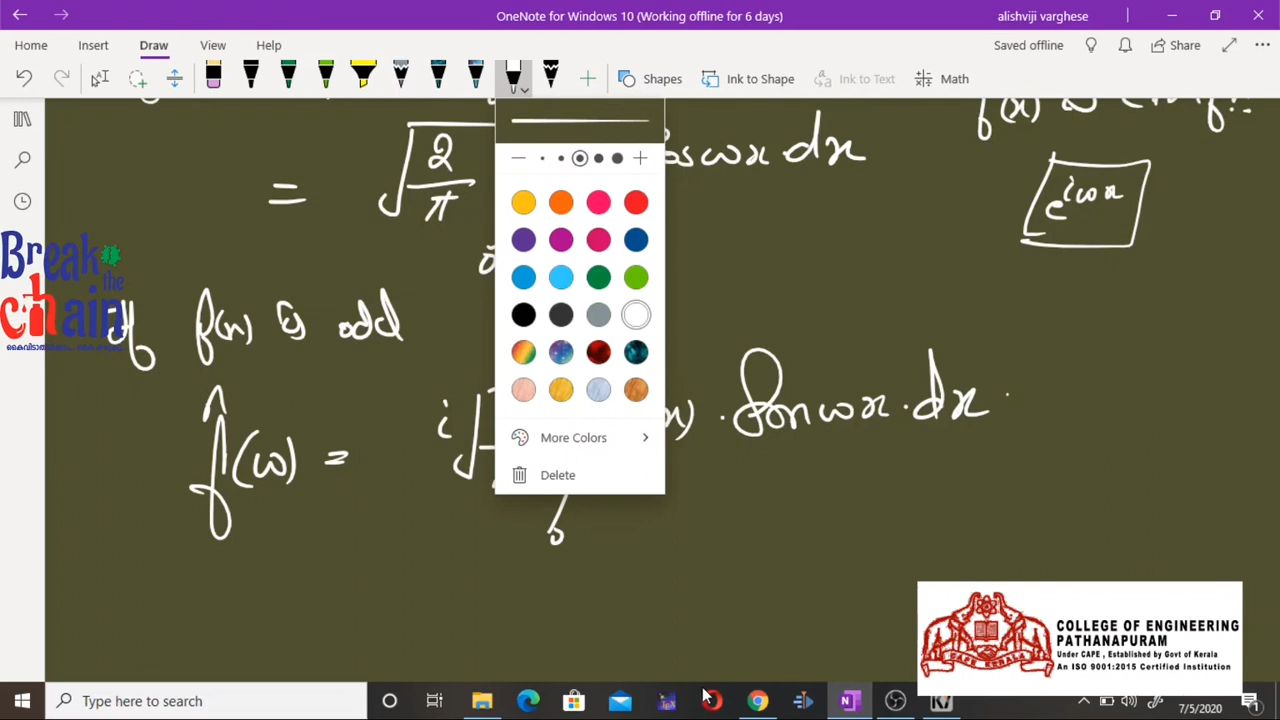 OneNote for Windows 10 (Working offline for 6 days)
alishviji varghese
Home Insert Draw View Help
Saved offline
Share
Shapes
Ink to Shape
Ink to Text
Math
= √2/π cos ωx dx
e^{iωx}
Break the chain
if f(x) is odd
f̂(ω) = i√ x) . Sin ωx . dx
More Colors
Delete
COLLEGE OF ENGINEERING
PATHANAPURAM
Under CAPE , Established by Govt of Kerala
An ISO 9001:2015 Certified Institution
Type here to search
7/5/2020